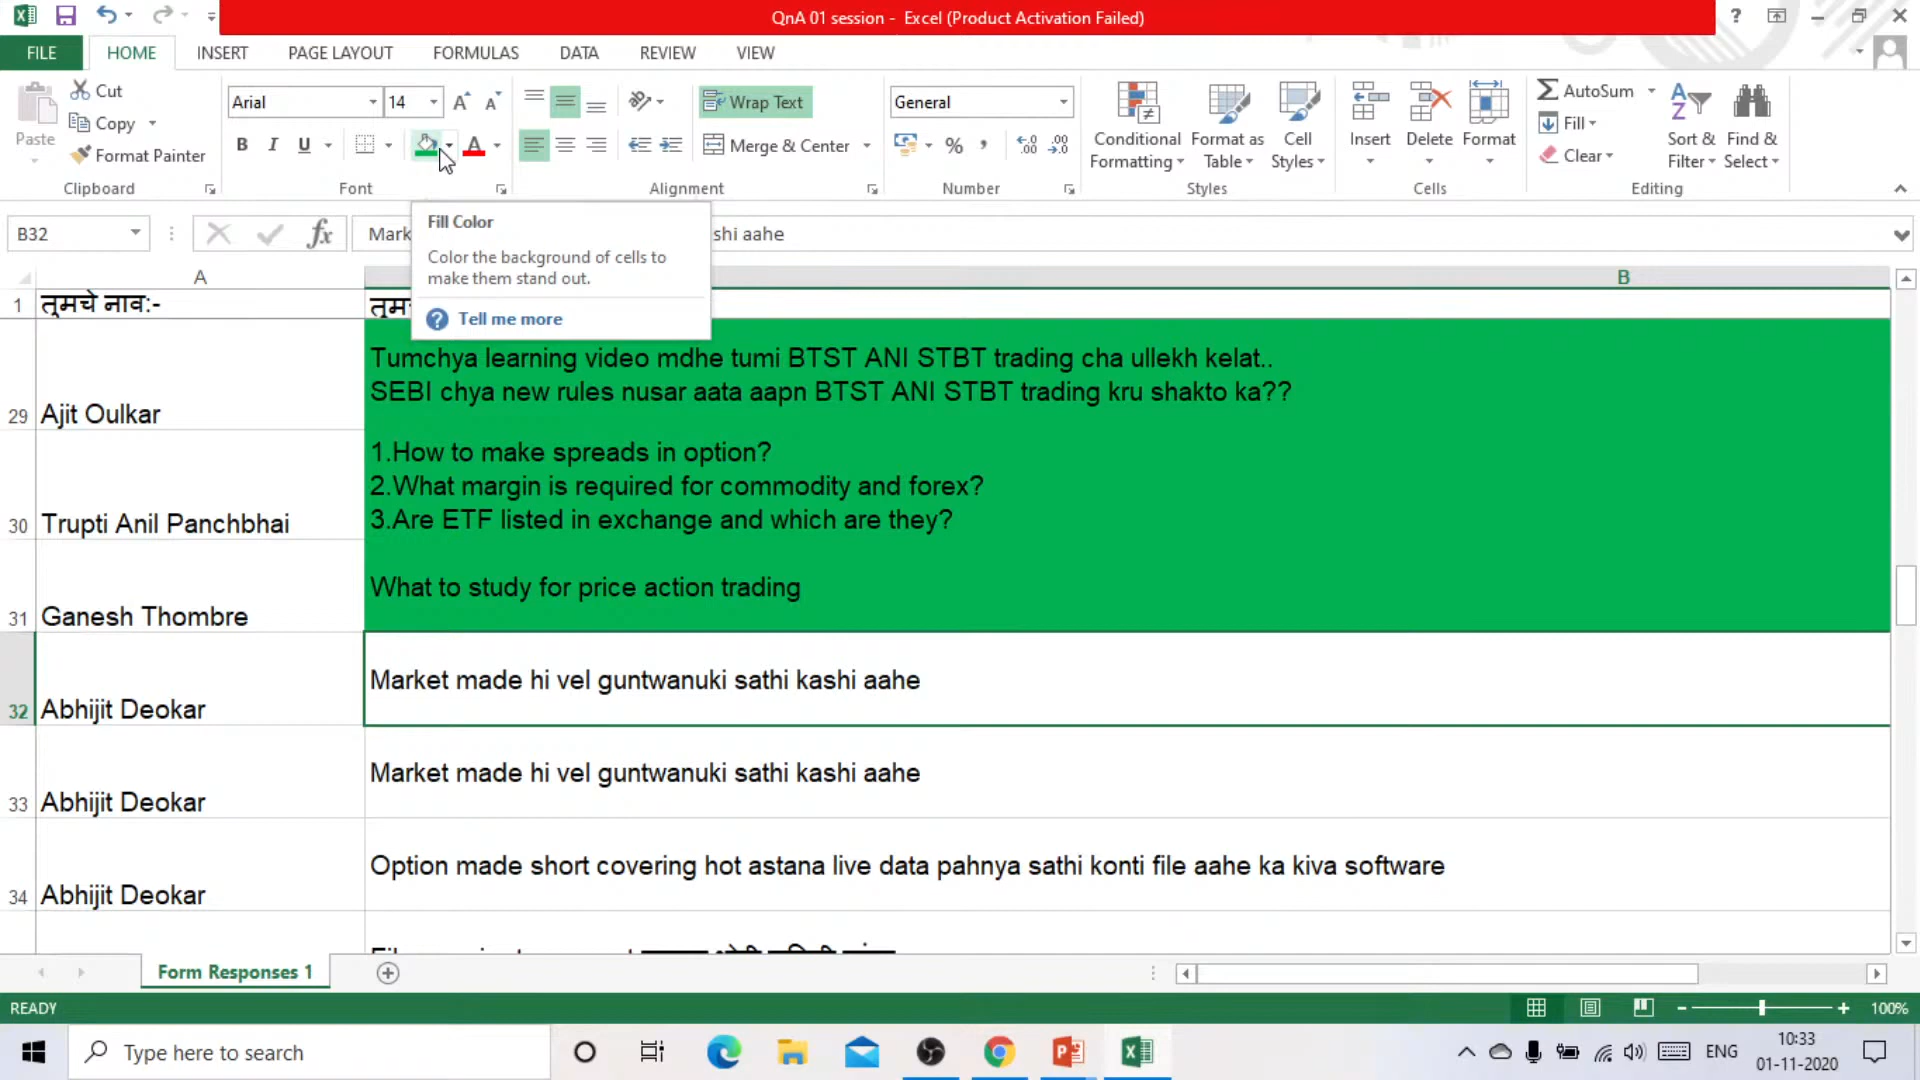 QnA 01 session - Excel (Product Activation Failed)
FILE HOME INSERT PAGE LAYOUT FORMULAS DATA REVIEW VIEW
Paste
Cut
Copy
Format Painter
Clipboard
Arial 14
B I U
Font
Wrap Text
Merge & Center
Alignment
General
%
Number
Conditional Formatting
Format as Table
Cell Styles
Styles
Insert Delete Format
Cells
AutoSum
Fill
Clear
Sort & Filter
Find & Select
Editing
B32 fx Mark shi aahe
Fill Color
Color the background of cells to
make them stand out.
Tell me more
A B
1 तुमचे नाव:-
Tumchya learning video mdhe tumi BTST ANI STBT trading cha ullekh kelat..
SEBI chya new rules nusar aata aapn BTST ANI STBT trading kru shakto ka??
29 Ajit Oulkar
1.How to make spreads in option?
2.What margin is required for commodity and forex?
3.Are ETF listed in exchange and which are they?
30 Trupti Anil Panchbhai
What to study for price action trading
31 Ganesh Thombre
Market made hi vel guntwanuki sathi kashi aahe
32 Abhijit Deokar
Market made hi vel guntwanuki sathi kashi aahe
33 Abhijit Deokar
Option made short covering hot astana live data pahnya sathi konti file aahe ka kiva software
34 Abhijit Deokar
Form Responses 1
READY 100%
Type here to search
ENG
10:33
01-11-2020